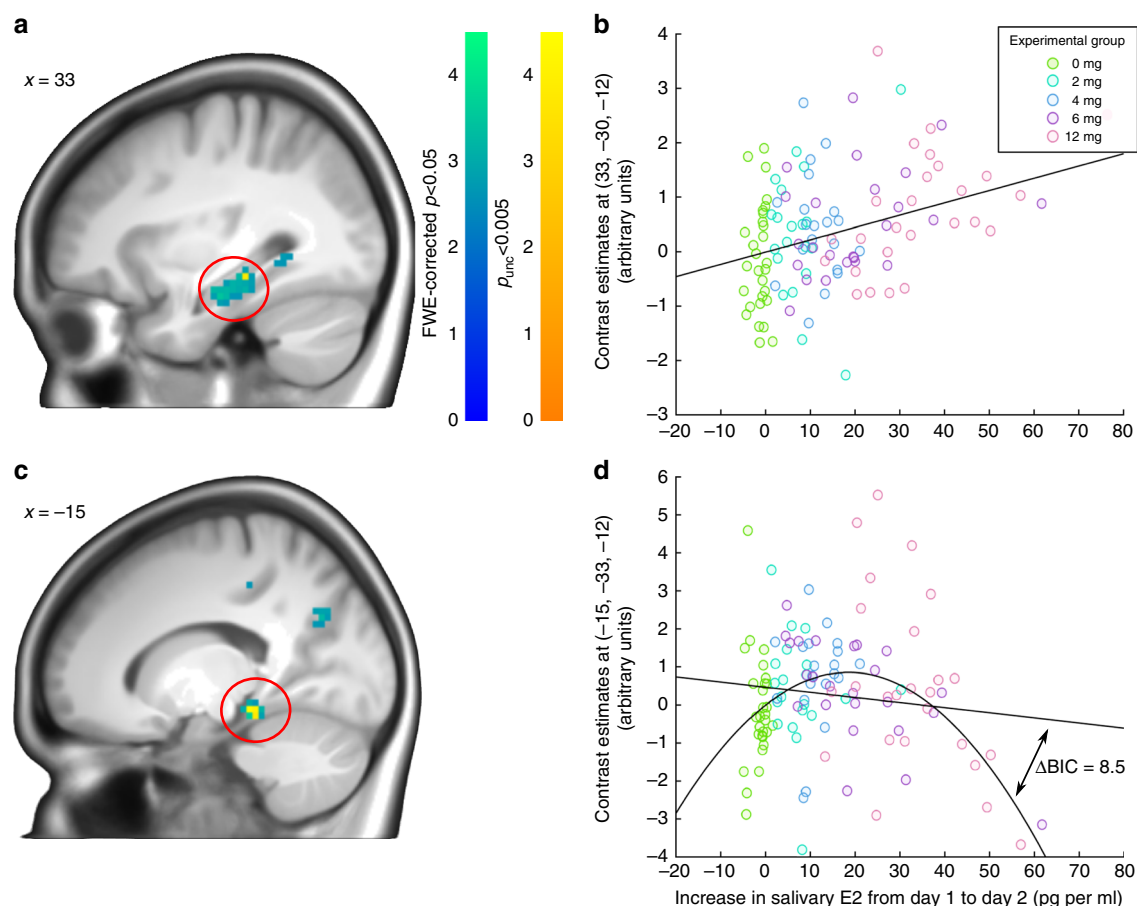 a
x = 33
4
3
2
1
0
FWE-corrected p<0.05
4
3
2
1
0
punc<0.005
b
4
3
2
1
0
−1
−2
−3
Contrast estimates at (33, −30, −12)
(arbitrary units)
Experimental group
0 mg
2 mg
4 mg
6 mg
12 mg
−20 −10 0 10 20 30 40 50 60 70 80
c
x = −15
d
6
5
4
3
2
1
0
−1
−2
−3
−4
Contrast estimates at (−15, −33, −12)
(arbitrary units)
ΔBIC = 8.5
−20 −10 0 10 20 30 40 50 60 70 80
Increase in salivary E2 from day 1 to day 2 (pg per ml)